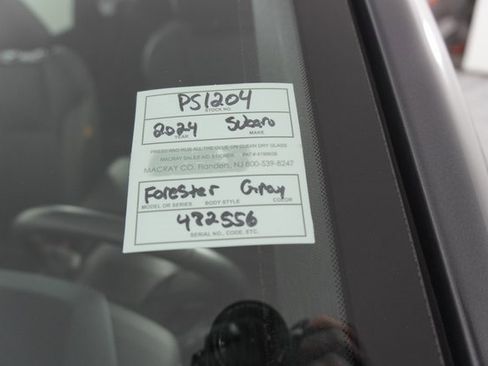 PS1204
STOCK NO.
2024 Subaru
YEAR MAKE
PRESS AND RUB ALL THE GLUE ON CLEAN DRY GLASS
MACRAY SALES AID STICKER
MACRAY CO. Flanders, NJ 800-539-8247
Forester Gray
MODEL OR SERIES BODY STYLE COLOR
472556
SERIAL NO., CODE, ETC.